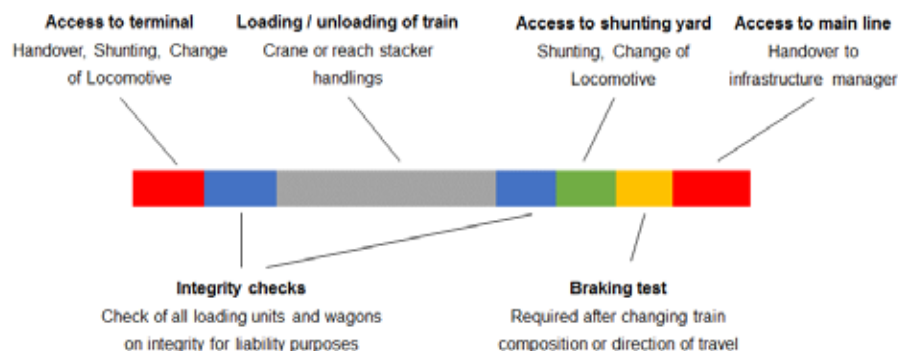 Access to terminal
Handover, Shunting, Change
of Locomotive
Loading / unloading of train
Crane or reach stacker
handlings
Access to shunting yard
Shunting, Change of
Locomotive
Access to main line
Handover to
infrastructure manager
Integrity checks
Check of all loading units and wagons
on integrity for liability purposes
Braking test
Required after changing train
composition or direction of travel